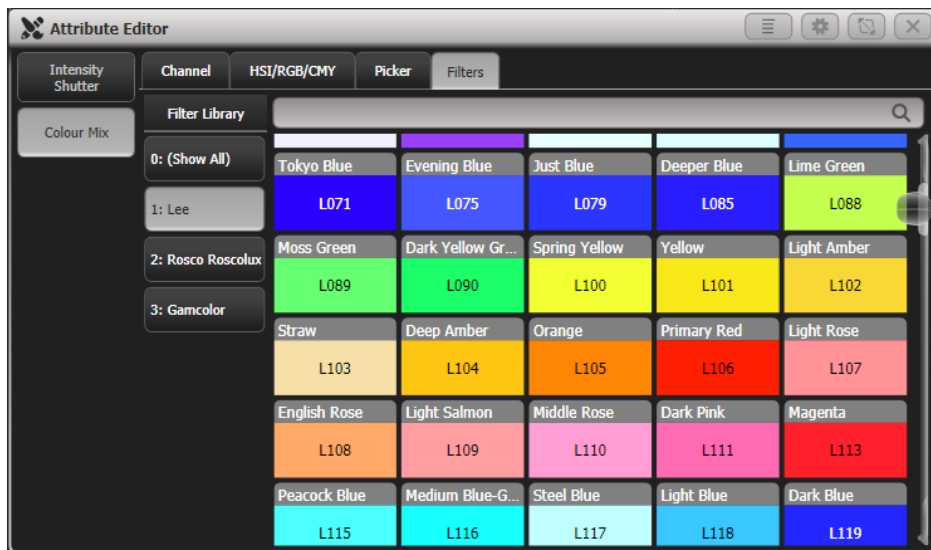 Attribute Editor
Intensity
Shutter
Colour Mix
Channel
HSI/RGB/CMY
Picker
Filters
Filter Library
0: (Show All)
1: Lee
2: Rosco Roscolux
3: Gamcolor
Tokyo Blue
L071
Evening Blue
L075
Just Blue
L079
Deeper Blue
L085
Lime Green
L088
Moss Green
L089
Dark Yellow Gr...
L090
Spring Yellow
L100
Yellow
L101
Light Amber
L102
Straw
L103
Deep Amber
L104
Orange
L105
Primary Red
L106
Light Rose
L107
English Rose
L108
Light Salmon
L109
Middle Rose
L110
Dark Pink
L111
Magenta
L113
Peacock Blue
L115
Medium Blue-G...
L116
Steel Blue
L117
Light Blue
L118
Dark Blue
L119